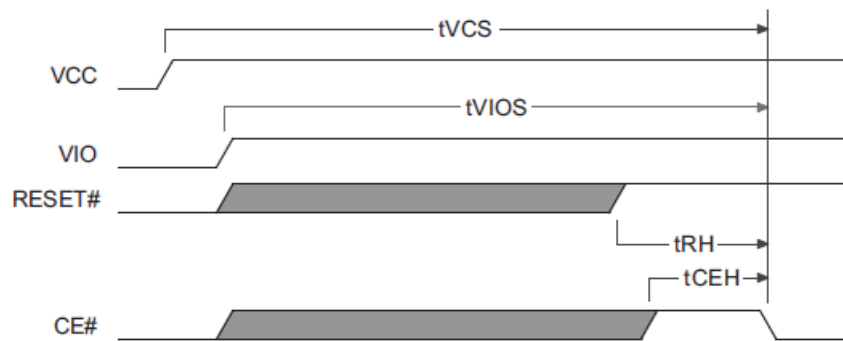 tVCS
VCC
tVIOS
VIO
RESET#
tRH
tCEH
CE#